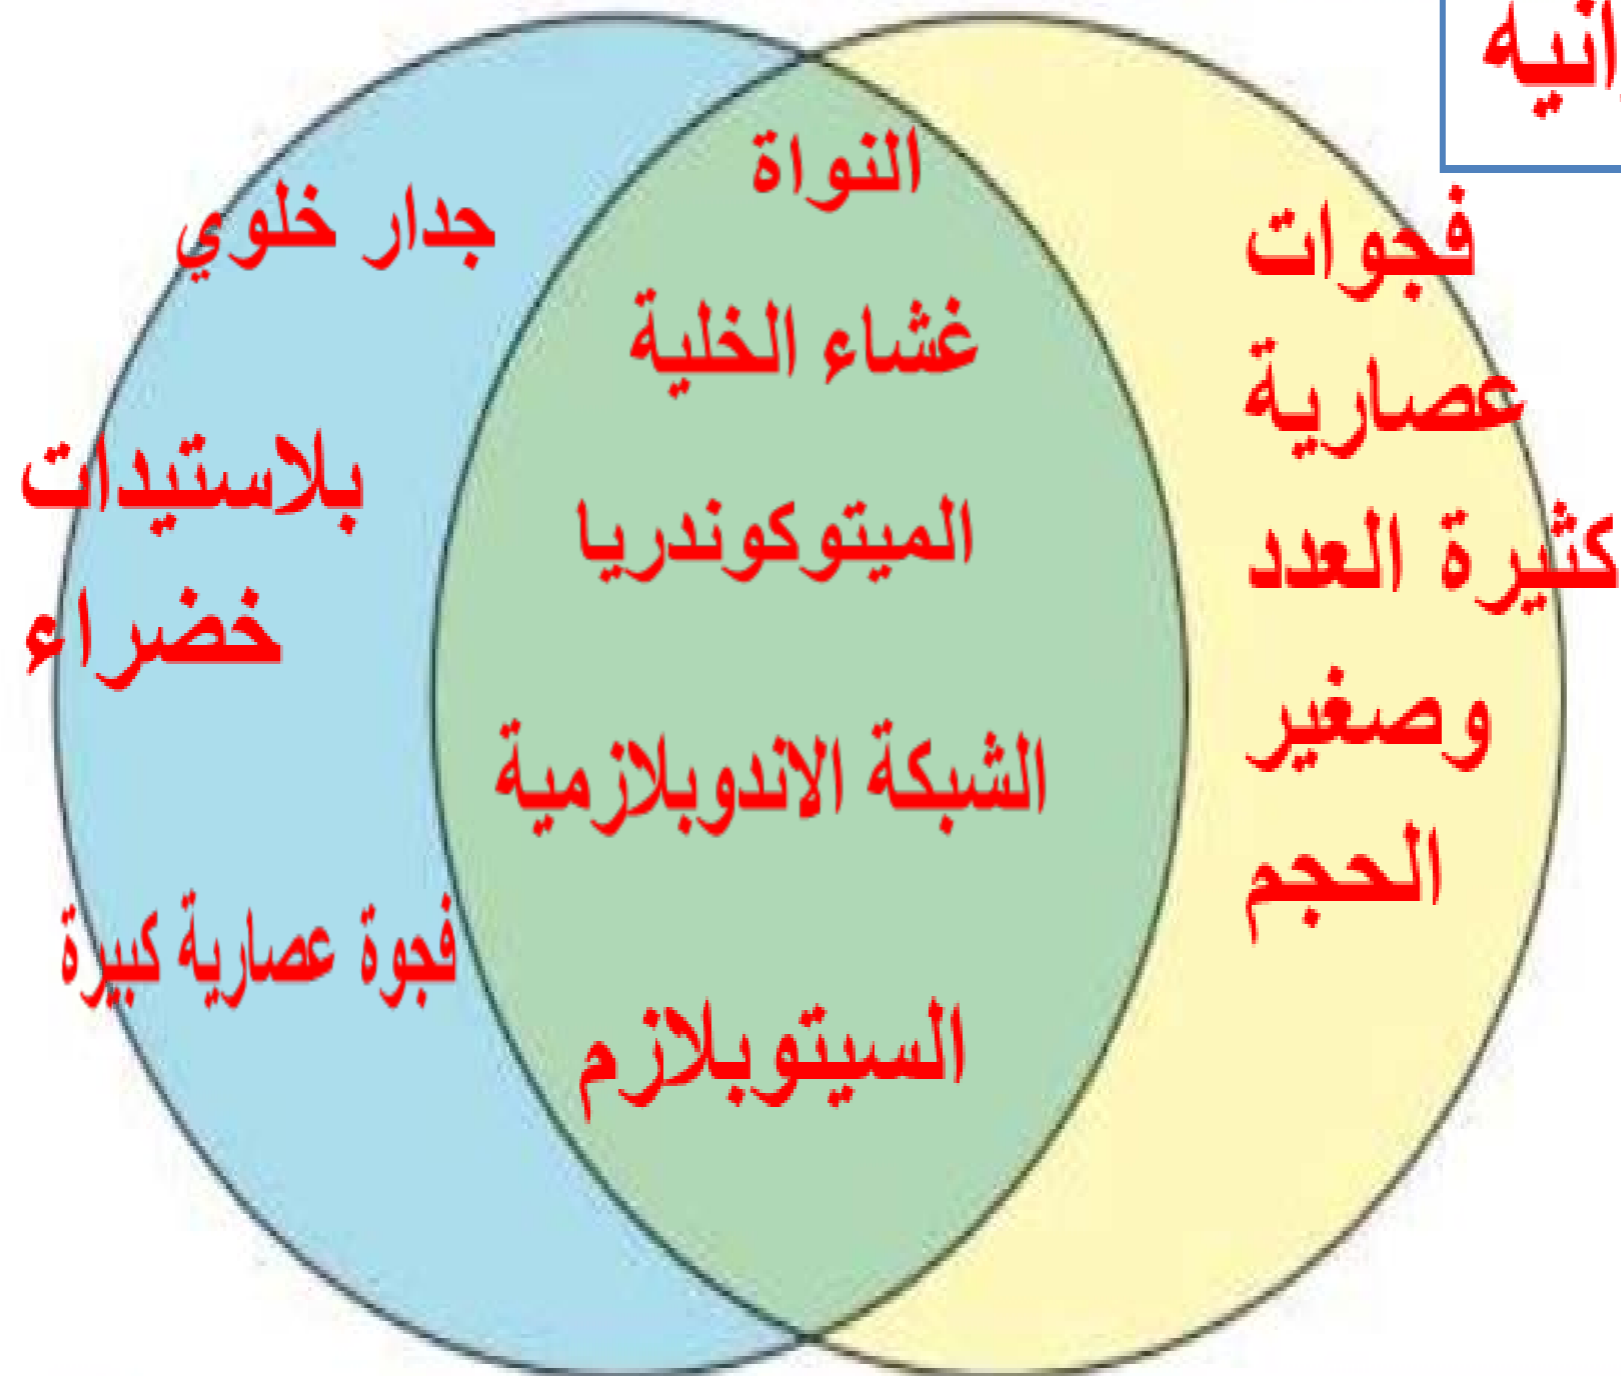 النواة
جدار خلوي
فجوات
غشاء الخلية
عصارية
بلاستيدات
الميتوكوندريا
كثيرة العدد
خضراء
وصغير
الشبكة الاندوبلازمية
الحجم
فجوة عصارية كبيرة
السيتوبلازم